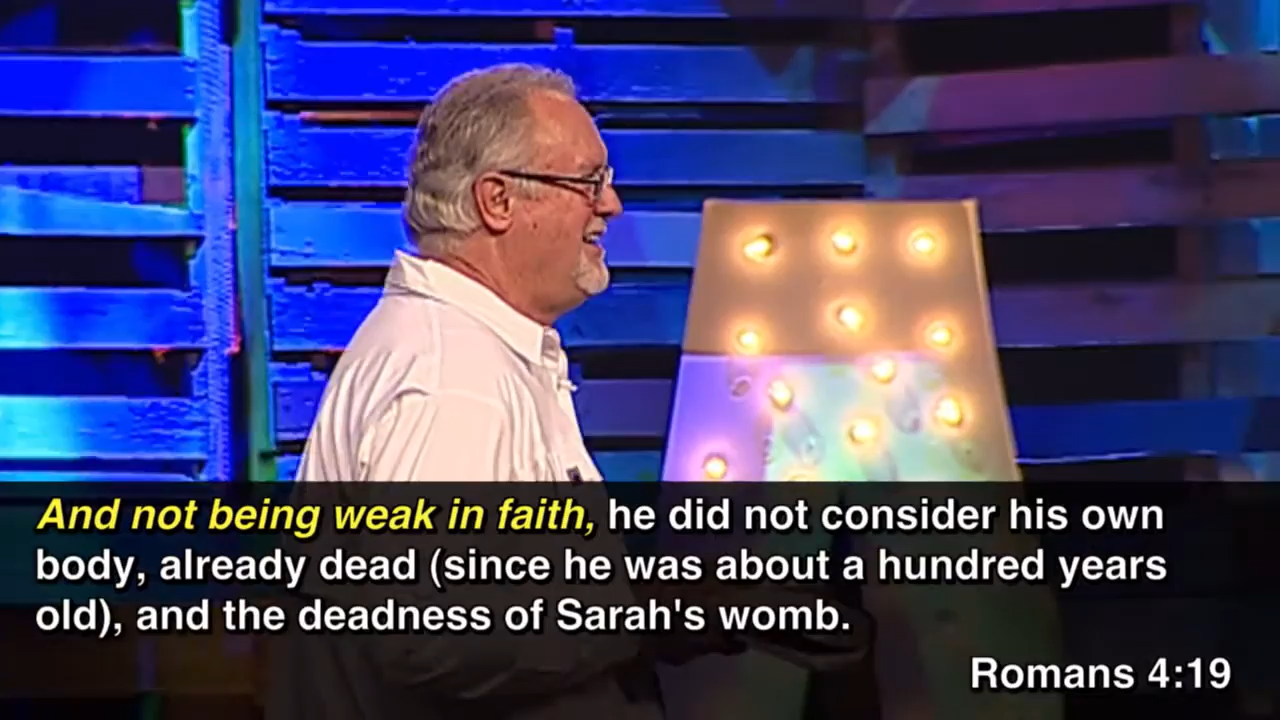 And not being weak in faith, he did not consider his own
body, already dead (since he was about a hundred years
old), and the deadness of Sarah's womb.
Romans 4:19